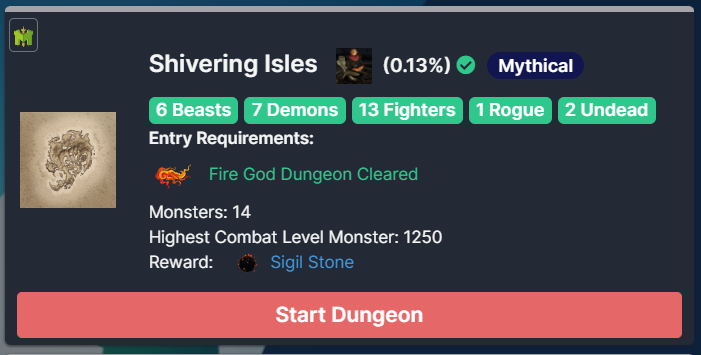 Shivering Isles (0.13%) Mythical
6 Beasts 7 Demons 13 Fighters 1 Rogue 2 Undead
Entry Requirements:
Fire God Dungeon Cleared
Monsters: 14
Highest Combat Level Monster: 1250
Reward: Sigil Stone
Start Dungeon